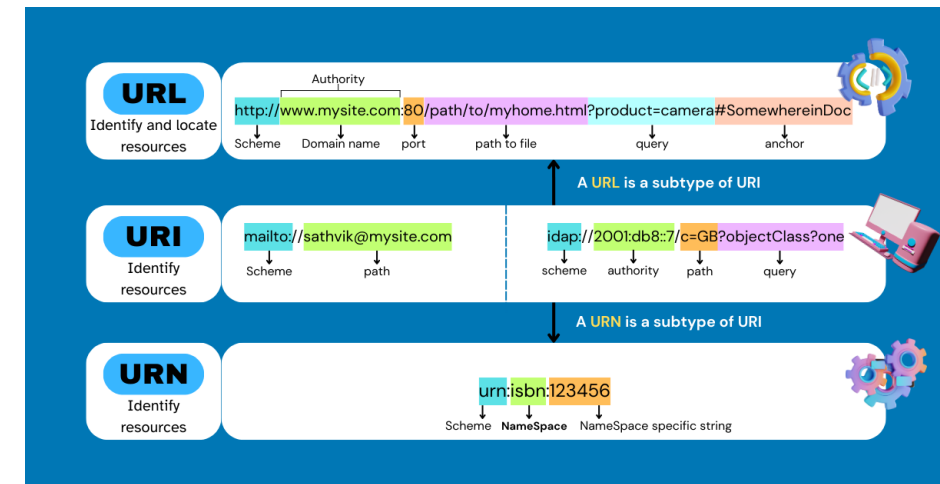 Authority
URL
Identify and locate
resources
http://www.mysite.com:80/path/to/myhome.html?product=camera#SomewhereinDoc
Scheme Domain name port path to file query anchor
A URL is a subtype of URI
URI
Identify
resources
mailto://sathvik@mysite.com
Scheme path
idap://2001:db8::7/c=GB?objectClass?one
scheme authority path query
A URN is a subtype of URI
URN
Identify
resources
urn:isbn:123456
Scheme NameSpace NameSpace specific string